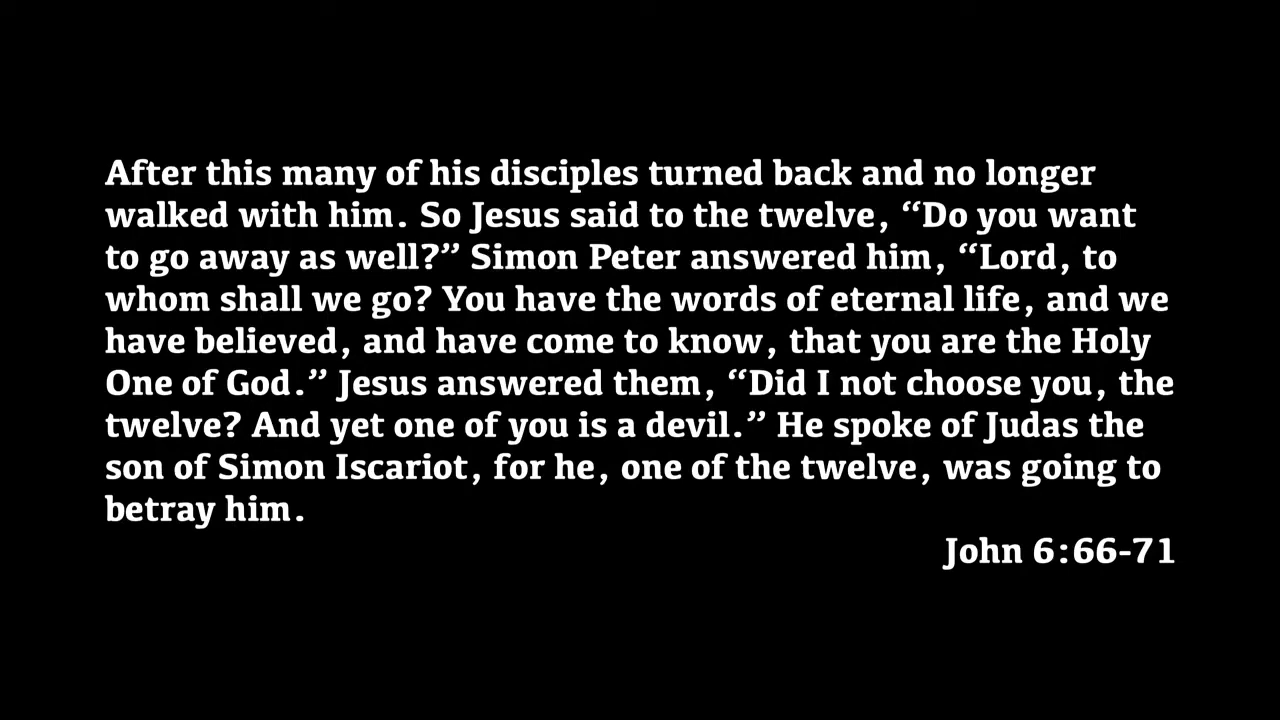 After this many of his disciples turned back and no longer
walked with him. So Jesus said to the twelve, “Do you want
to go away as well?” Simon Peter answered him, “Lord, to
whom shall we go? You have the words of eternal life, and we
have believed, and have come to know, that you are the Holy
One of God.” Jesus answered them, “Did I not choose you, the
twelve? And yet one of you is a devil.” He spoke of Judas the
son of Simon Iscariot, for he, one of the twelve, was going to
betray him.
John 6:66-71